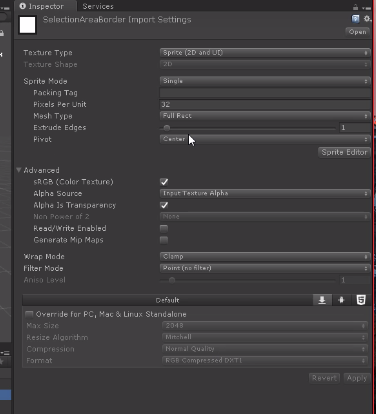 Inspector Services
SelectionAreaBorder Import Settings
Open
Texture Type Sprite (2D and UI)
Texture Shape 2D
Sprite Mode Single
Packing Tag
Pixels Per Unit 32
Mesh Type Full Rect
Extrude Edges 1
Pivot Center
Sprite Editor
Advanced
sRGB (Color Texture)
Alpha Source Input Texture Alpha
Alpha Is Transparency
Non Power of 2 None
Read/Write Enabled
Generate Mip Maps
Wrap Mode Clamp
Filter Mode Point (no filter)
Aniso Level 1
Default
Override for PC, Mac & Linux Standalone
Max Size 2048
Resize Algorithm Mitchell
Compression Normal Quality
Format RGB Compressed DXT1
Revert Apply